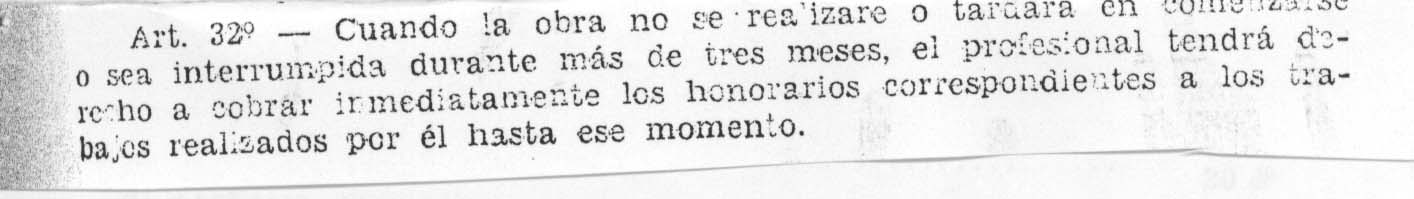 Art. 32º — Cuando la obra no se realizare o tardara en comenzarse
o sea interrumpida durante más de tres meses, el profesional tendrá de-
recho a cobrar inmediatamente los honorarios correspondientes a los tra-
bajos realizados por él hasta ese momento.